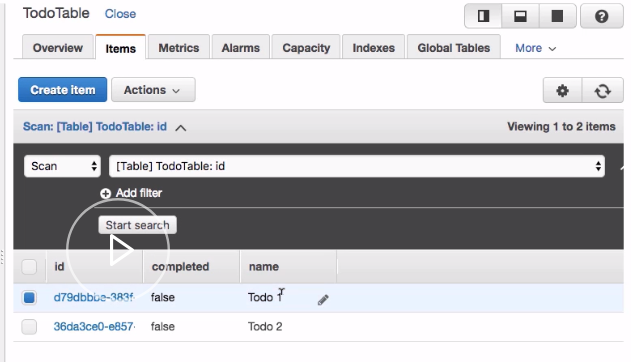 TodoTable Close
Overview Items Metrics Alarms Capacity Indexes Global Tables More
Create item Actions
Scan: [Table] TodoTable: id Viewing 1 to 2 items
Scan [Table] TodoTable: id
Add filter
Start search
id completed name
false Todo 1
36da3ce0-e857- false Todo 2